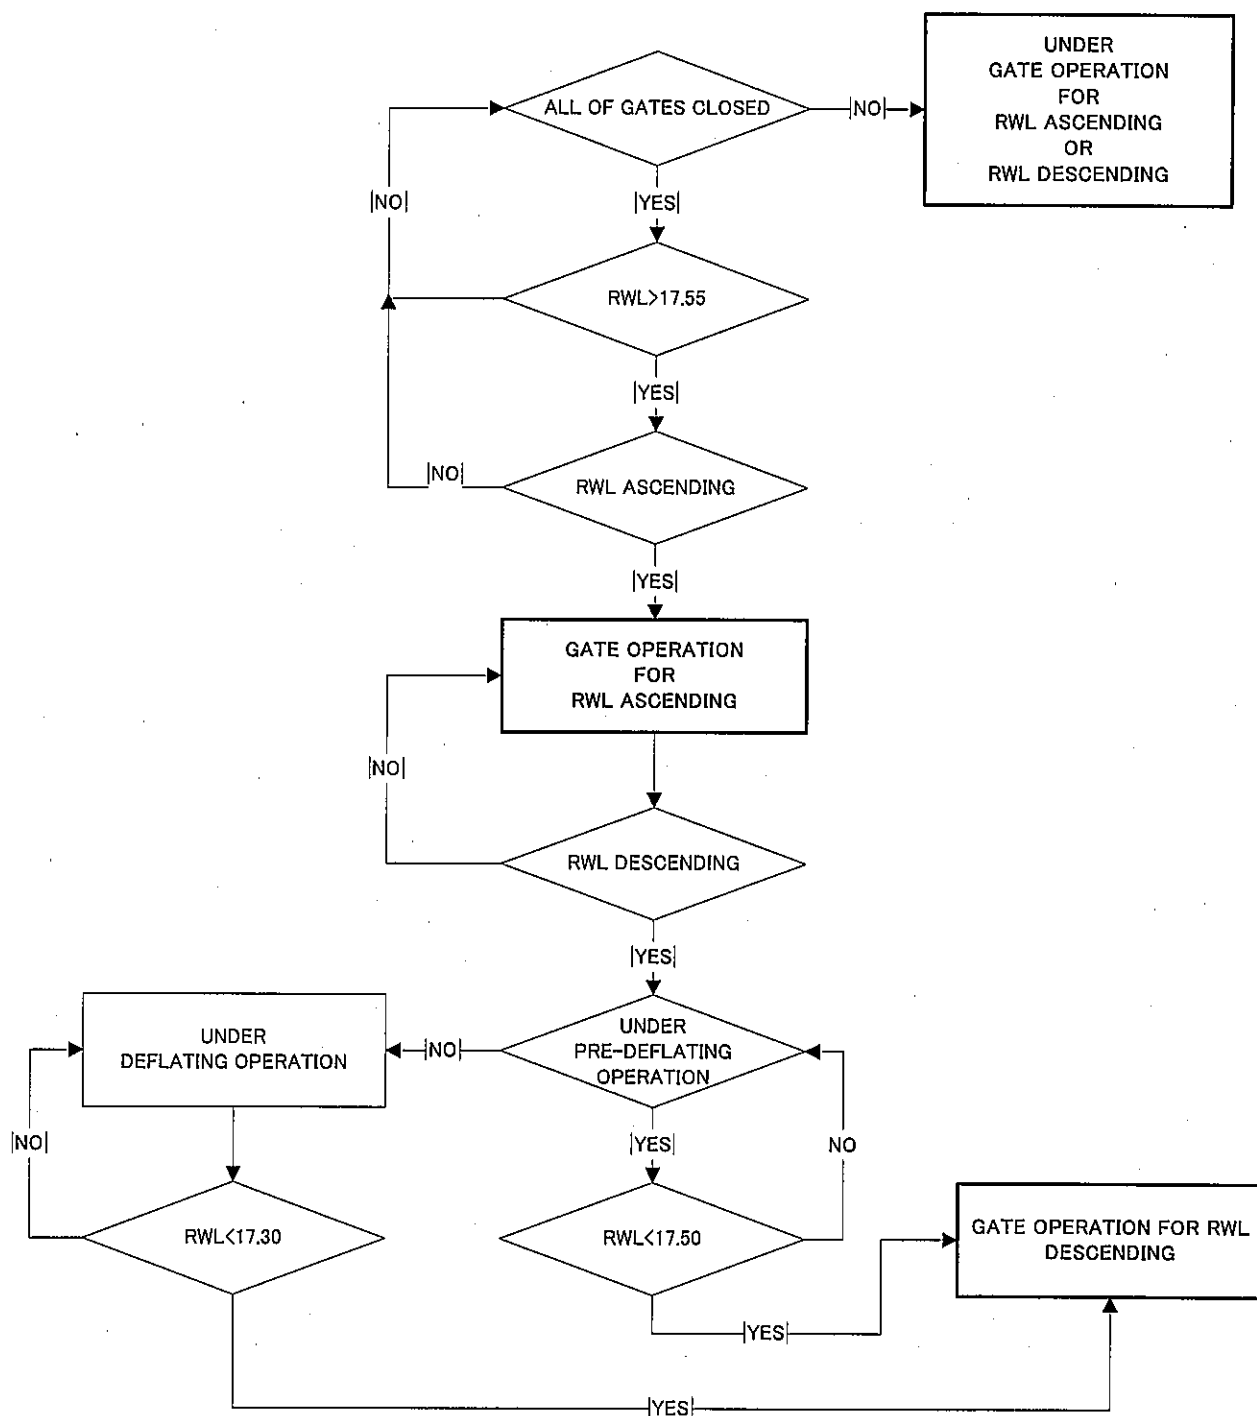 ALL OF GATES CLOSED
NO
UNDER
GATE OPERATION
FOR
RWL ASCENDING
OR
RWL DESCENDING
NO
YES
RWL>17.55
YES
NO
RWL ASCENDING
YES
GATE OPERATION
FOR
RWL ASCENDING
NO
RWL DESCENDING
YES
UNDER
DEFLATING OPERATION
NO
UNDER
PRE-DEFLATING
OPERATION
NO
YES
NO
RWL<17.30
RWL<17.50
GATE OPERATION FOR RWL
DESCENDING
YES
YES